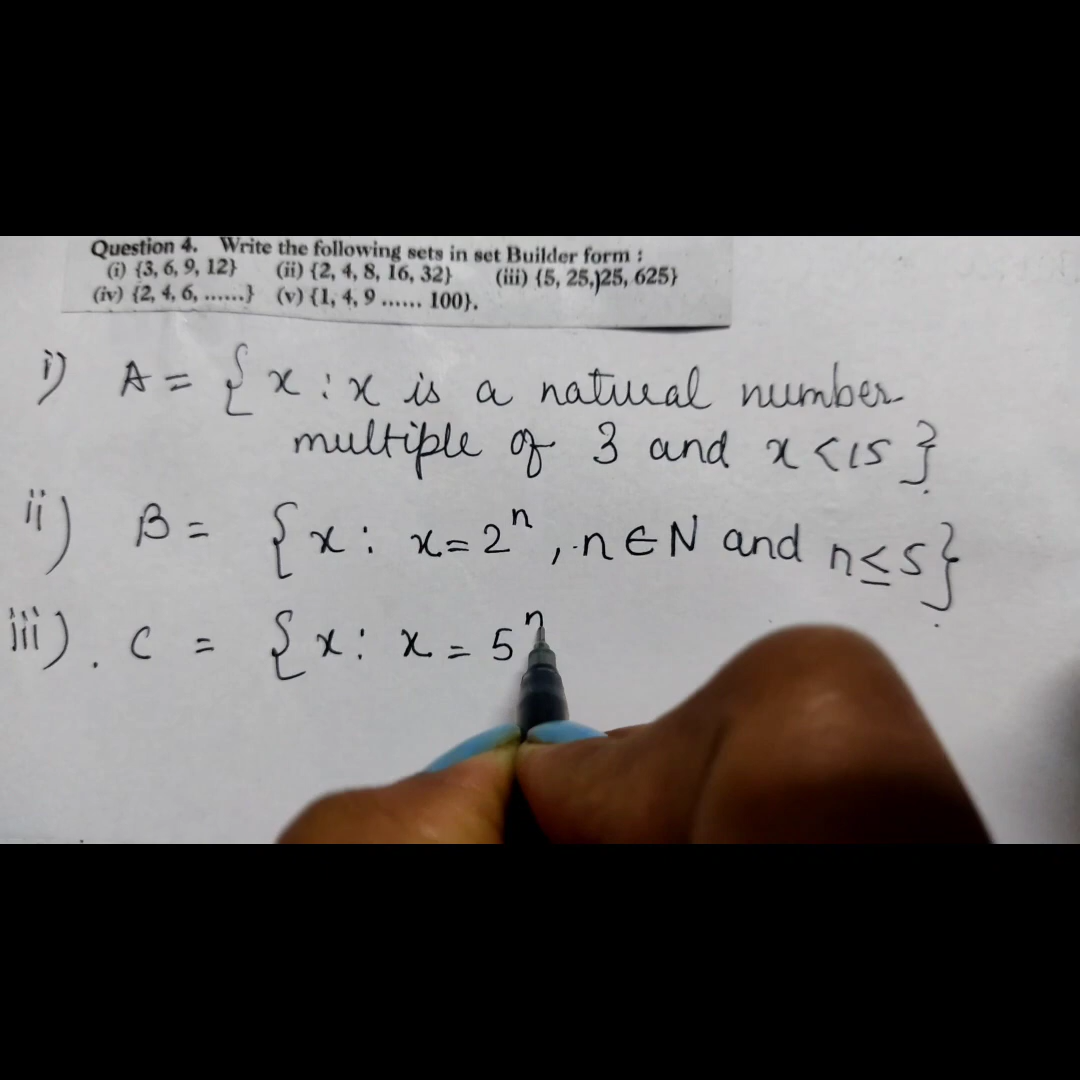 Question 4. Write the following sets in set Builder form :
(i) {3, 6, 9, 12} (ii) {2, 4, 8, 16, 32} (iii) {5, 25,125, 625}
(iv) {2, 4, 6, ......} (v) {1, 4, 9 ...... 100}.
i) A = { x : x is a natural number
multiple of 3 and x < 15 }.
ii) B = { x : x = 2ⁿ , n ∈ N and n ≤ 5 }.
iii). C = { x : x = 5ⁿ